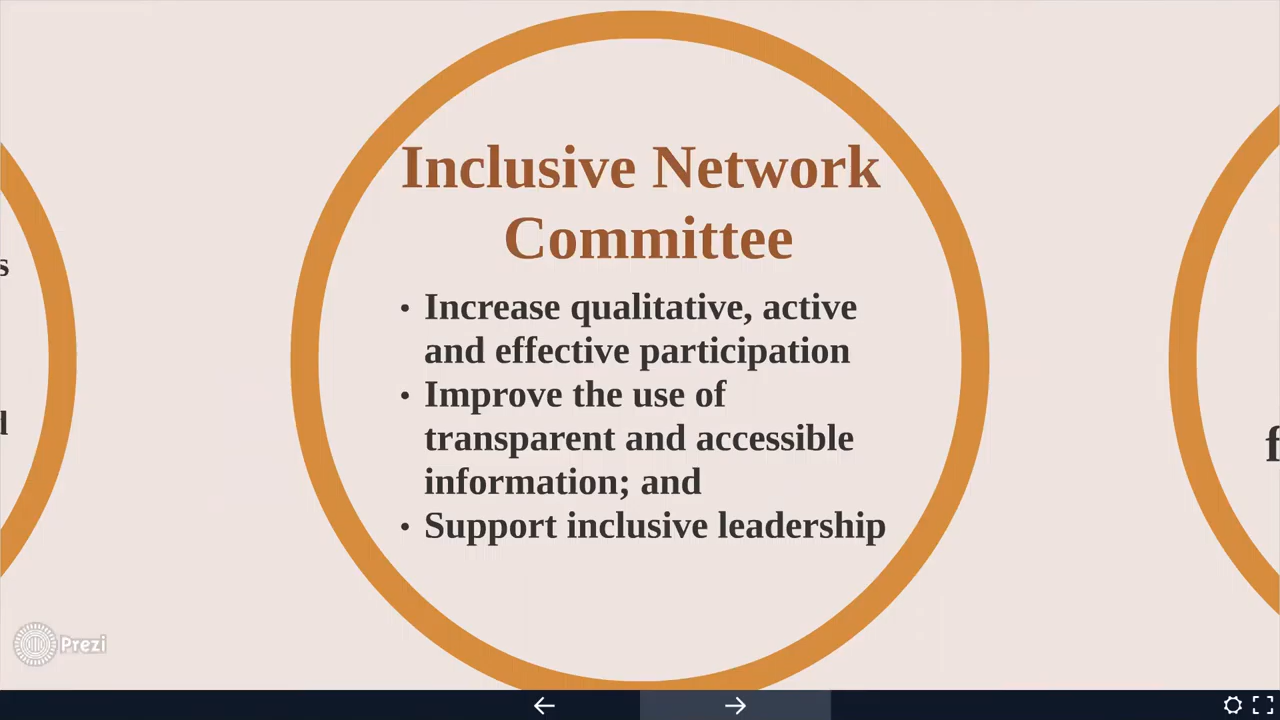 Inclusive Network
Committee
• Increase qualitative, active
and effective participation
• Improve the use of
transparent and accessible
information; and
• Support inclusive leadership
Prezi